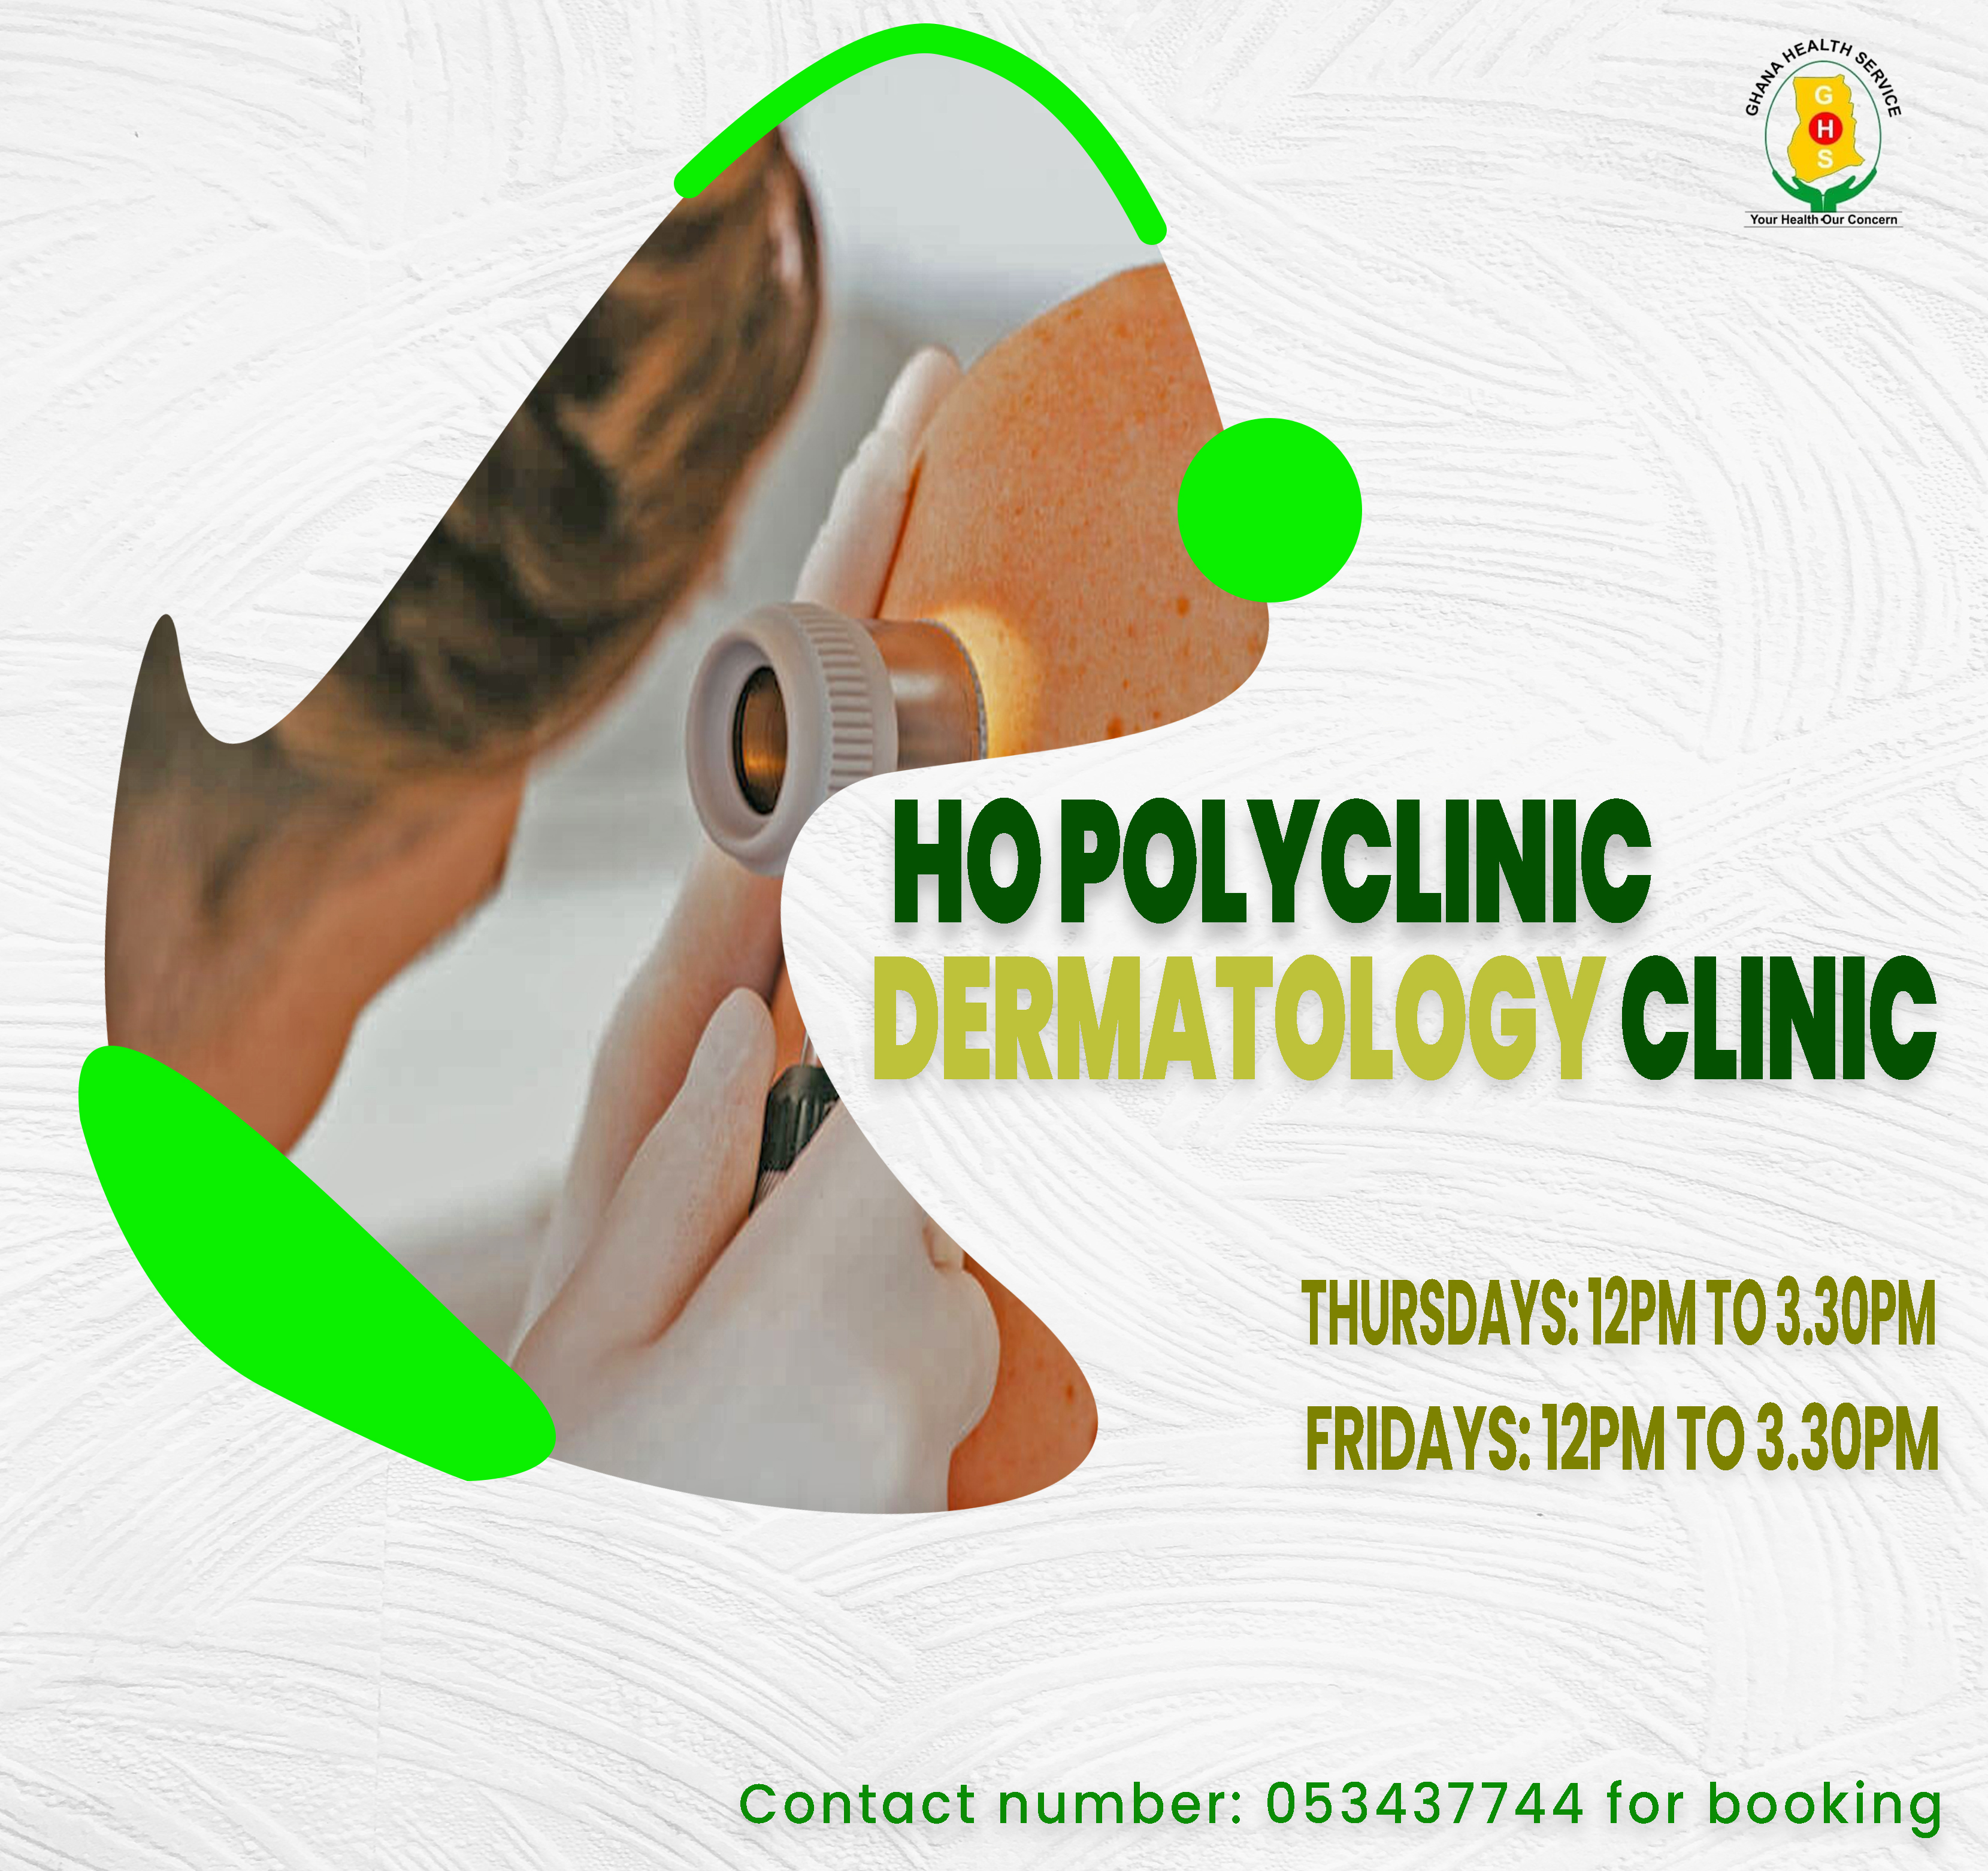 GHANA HEALTH SERVICE
G
H
S
Your Health Our Concern
HO POLYCLINIC
DERMATOLOGY CLINIC
THURSDAYS: 12PM TO 3.30PM
FRIDAYS: 12PM TO 3.30PM
Contact number: 053437744 for booking